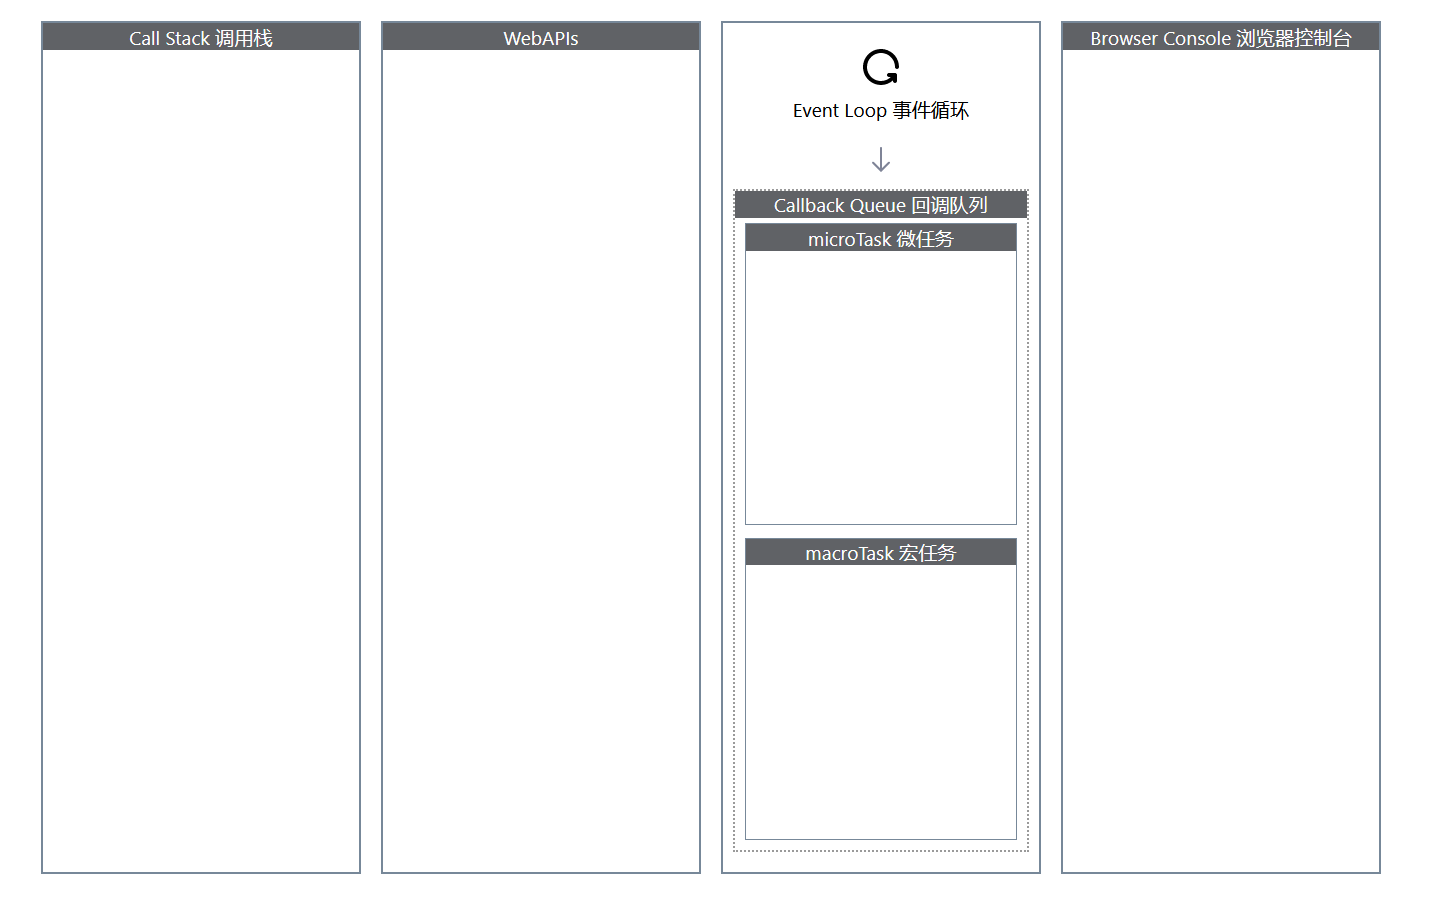 Call Stack 调用栈
WebAPIs
Event Loop 事件循环
Callback Queue 回调队列
microTask 微任务
macroTask 宏任务
Browser Console 浏览器控制台